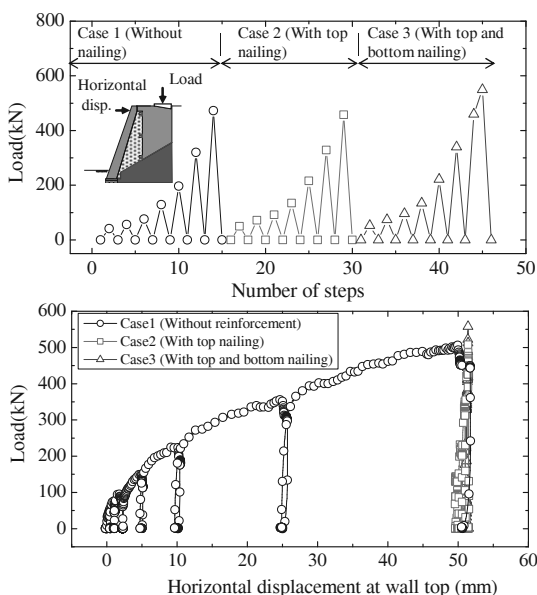 Case 1 (Without nailing)
Case 2 (With top nailing)
Case 3 (With top and bottom nailing)
Horizontal disp.
Load
Load(kN)
800
600
400
200
0
0 10 20 30 40 50
Number of steps
Case1 (Without reinforcement)
Case2 (With top nailing)
Case3 (With top and bottom nailing)
Load(kN)
600
500
400
300
200
100
0
0 10 20 30 40 50 60
Horizontal displacement at wall top (mm)